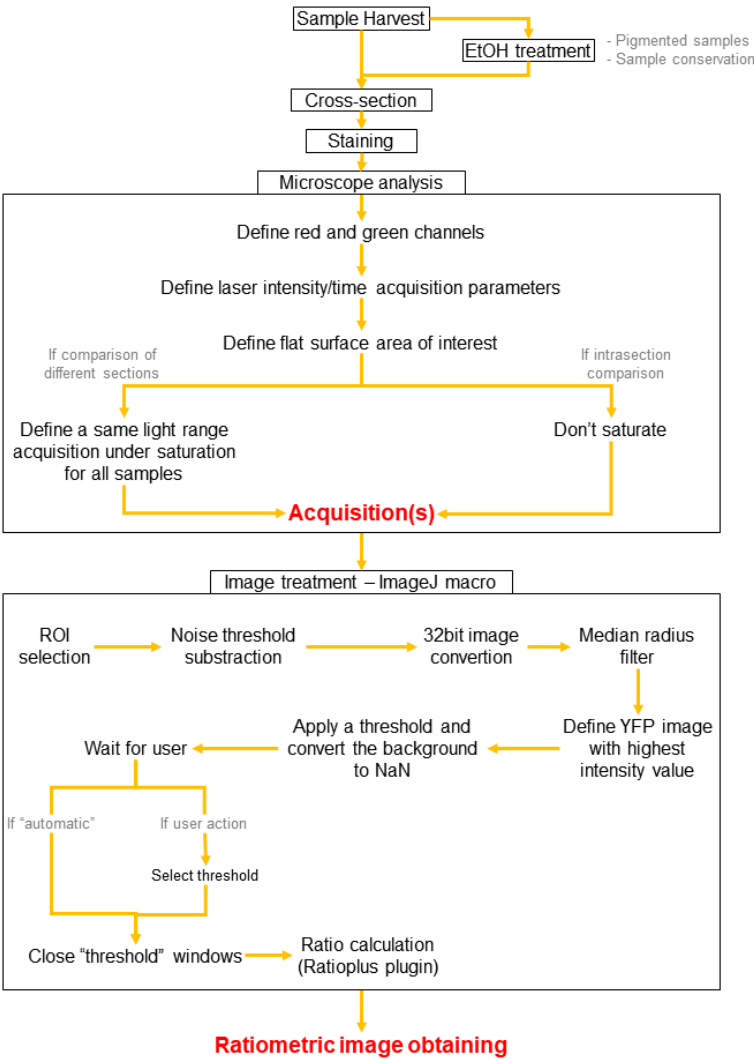 Sample Harvest
EtOH treatment
- Pigmented samples
- Sample conservation
Cross-section
Staining
Microscope analysis
Define red and green channels
Define laser intensity/time acquisition parameters
Define flat surface area of interest
If comparison of
different sections
If intrasection
comparison
Define a same light range
acquisition under saturation
for all samples
Don't saturate
Acquisition(s)
Image treatment – ImageJ macro
ROI
selection
Noise threshold
substraction
32bit image
convertion
Median radius
filter
Define YFP image
with highest
intensity value
Apply a threshold and
convert the background
to NaN
Wait for user
If "automatic"
If user action
Select threshold
Close "threshold" windows
Ratio calculation
(Ratioplus plugin)
Ratiometric image obtaining